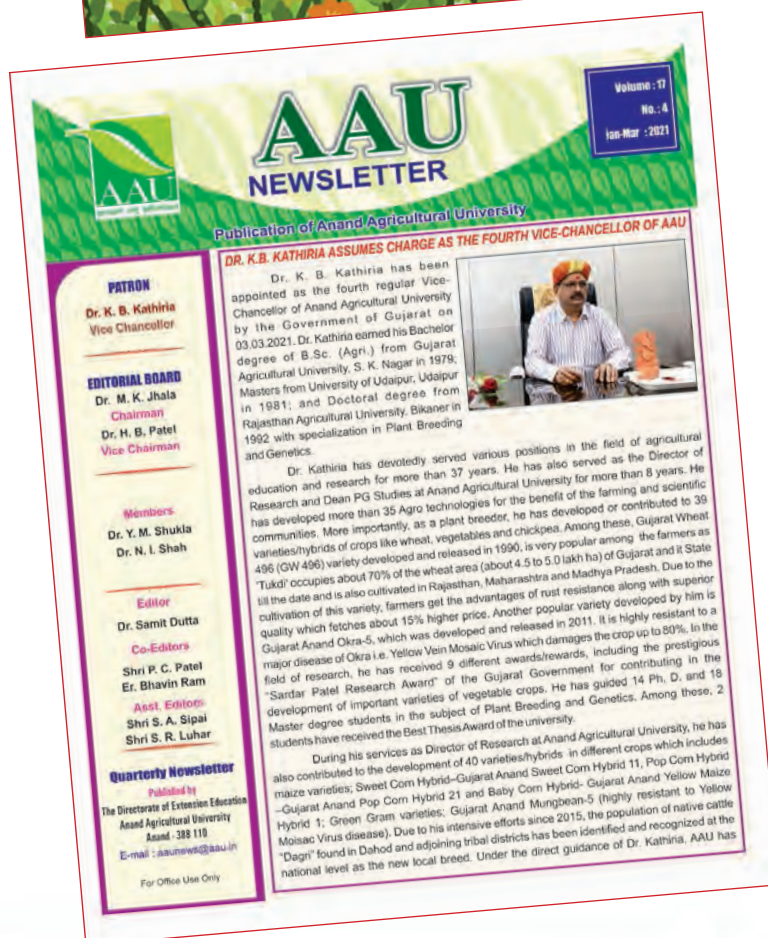 AAU
NEWSLETTER
Volume : 17
No. : 4
Jan-Mar : 2021
AAU
Publication of Anand Agricultural University
PATRON
Dr. K. B. Kathiria
Vice Chancellor
EDITORIAL BOARD
Dr. M. K. Jhala
Chairman
Dr. H. B. Patel
Vice Chairman
Members
Dr. Y. M. Shukla
Dr. N. I. Shah
Editor
Dr. Samit Dutta
Co-Editors
Shri P. C. Patel
Er. Bhavin Ram
Asst. Editors
Shri S. A. Sipai
Shri S. R. Luhar
Quarterly Newsletter
Published by
The Directorate of Extension Education
Anand Agricultural University
Anand - 388 110
E-mail : aaunews@aau.in
For Office Use Only
DR. K.B. KATHIRIA ASSUMES CHARGE AS THE FOURTH VICE-CHANCELLOR OF AAU
Dr. K. B. Kathiria has been
appointed as the fourth regular Vice-
Chancellor of Anand Agricultural University
by the Government of Gujarat on
03.03.2021. Dr. Kathiria earned his Bachelor
degree of B.Sc. (Agri.) from Gujarat
Agricultural University, S. K. Nagar in 1979;
Masters from University of Udaipur, Udaipur
in 1981; and Doctoral degree from
Rajasthan Agricultural University, Bikaner in
1992 with specialization in Plant Breeding
and Genetics.
Dr. Kathiria has devotedly served various positions in the field of agricultural
education and research for more than 37 years. He has also served as the Director of
Research and Dean PG Studies at Anand Agricultural University for more than 8 years. He
has developed more than 35 Agro technologies for the benefit of the farming and scientific
communities. More importantly, as a plant breeder, he has developed or contributed to 39
varieties/hybrids of crops like wheat, vegetables and chickpea. Among these, Gujarat Wheat
496 (GW 496) variety developed and released in 1990, is very popular among the farmers as
'Tukdi' occupies about 70% of the wheat area (about 4.5 to 5.0 lakh ha) of Gujarat and it State
till the date and is also cultivated in Rajasthan, Maharashtra and Madhya Pradesh. Due to the
cultivation of this variety, farmers get the advantages of rust resistance along with superior
quality which fetches about 15% higher price. Another popular variety developed by him is
Gujarat Anand Okra-5, which was developed and released in 2011. It is highly resistant to a
major disease of Okra i.e. Yellow Vein Mosaic Virus which damages the crop up to 80%. In the
field of research, he has received 9 different awards/rewards, including the prestigious
"Sardar Patel Research Award" of the Gujarat Government for contributing in the
development of important varieties of vegetable crops. He has guided 14 Ph. D. and 18
Master degree students in the subject of Plant Breeding and Genetics. Among these, 2
students have received the Best Thesis Award of the university.
During his services as Director of Research at Anand Agricultural University, he has
also contributed to the development of 40 varieties/hybrids in different crops which includes
maize varieties; Sweet Corn Hybrid–Gujarat Anand Sweet Corn Hybrid 11, Pop Corn Hybrid
–Gujarat Anand Pop Corn Hybrid 21 and Baby Corn Hybrid- Gujarat Anand Yellow Maize
Hybrid 1; Green Gram varieties; Gujarat Anand Mungbean-5 (highly resistant to Yellow
Moisac Virus disease). Due to his intensive efforts since 2015, the population of native cattle
"Dagri" found in Dahod and adjoining tribal districts has been identified and recognized at the
national level as the new local breed. Under the direct guidance of Dr. Kathiria, AAU has